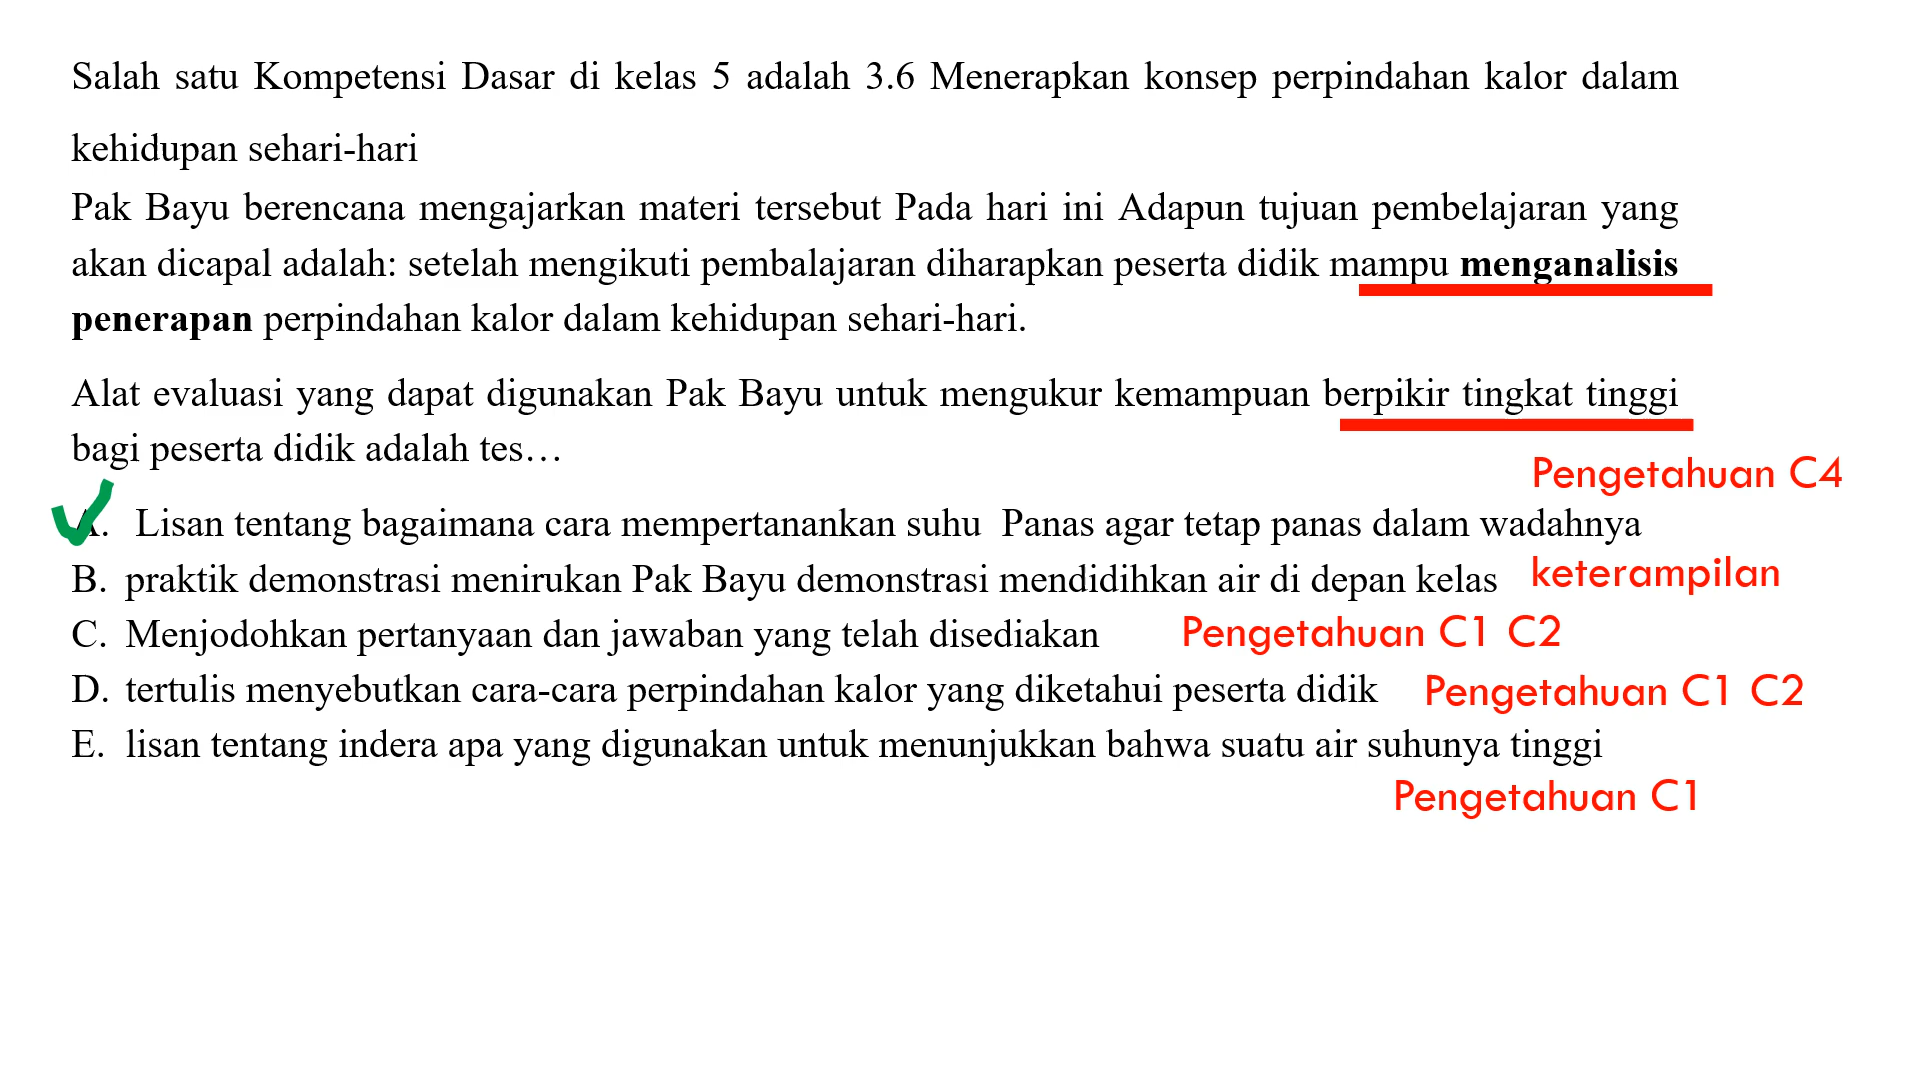 Salah satu Kompetensi Dasar di kelas 5 adalah 3.6 Menerapkan konsep perpindahan kalor dalam
kehidupan sehari-hari
Pak Bayu berencana mengajarkan materi tersebut Pada hari ini Adapun tujuan pembelajaran yang
akan dicapal adalah: setelah mengikuti pembalajaran diharapkan peserta didik mampu menganalisis
penerapan perpindahan kalor dalam kehidupan sehari-hari.
Alat evaluasi yang dapat digunakan Pak Bayu untuk mengukur kemampuan berpikir tingkat tinggi
bagi peserta didik adalah tes…
Pengetahuan C4
A. Lisan tentang bagaimana cara mempertanankan suhu Panas agar tetap panas dalam wadahnya
B. praktik demonstrasi menirukan Pak Bayu demonstrasi mendidihkan air di depan kelas keterampilan
C. Menjodohkan pertanyaan dan jawaban yang telah disediakan Pengetahuan C1 C2
D. tertulis menyebutkan cara-cara perpindahan kalor yang diketahui peserta didik Pengetahuan C1 C2
E. lisan tentang indera apa yang digunakan untuk menunjukkan bahwa suatu air suhunya tinggi
Pengetahuan C1